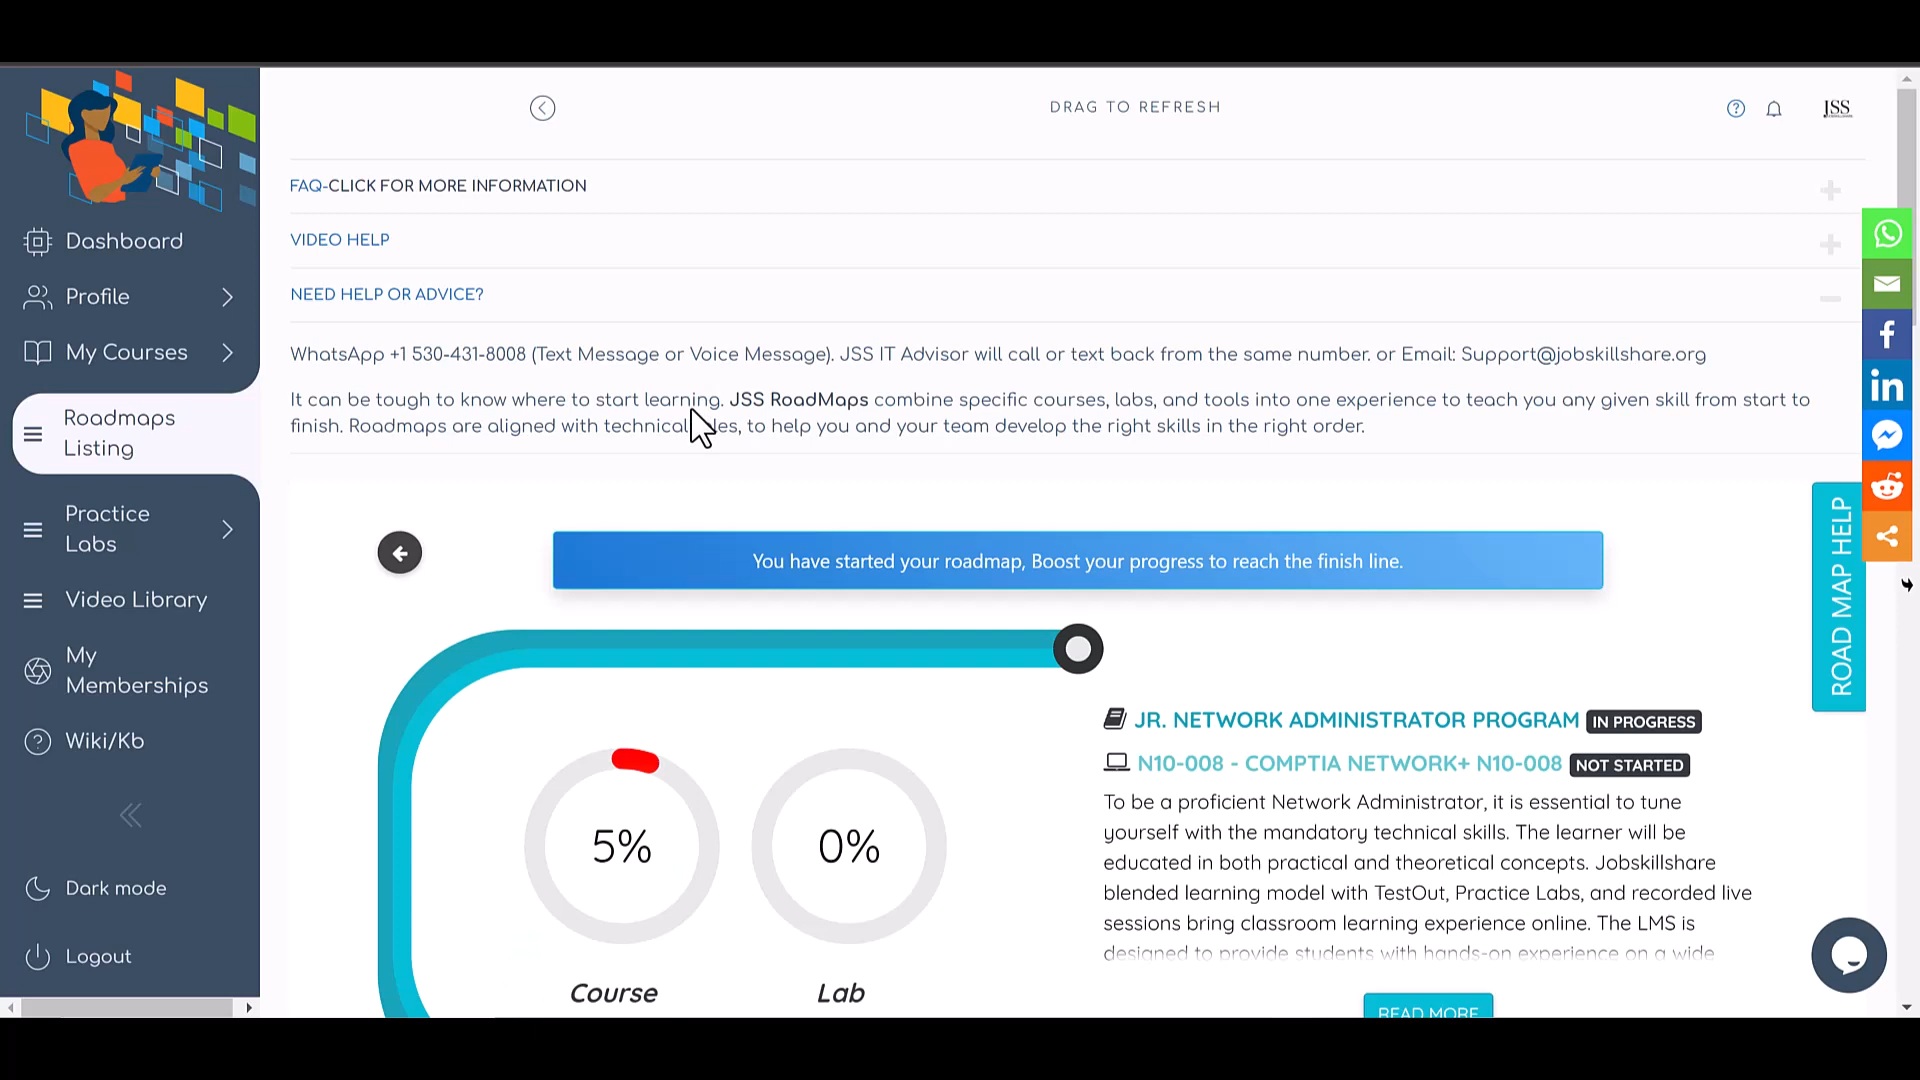 DRAG TO REFRESH
JSS
FAQ-CLICK FOR MORE INFORMATION
VIDEO HELP
NEED HELP OR ADVICE?
WhatsApp +1 530-431-8008 (Text Message or Voice Message). JSS IT Advisor will call or text back from the same number. or Email: Support@jobskillshare.org
It can be tough to know where to start learning. JSS RoadMaps combine specific courses, labs, and tools into one experience to teach you any given skill from start to
finish. Roadmaps are aligned with technical les, to help you and your team develop the right skills in the right order.
Dashboard
Profile
My Courses
Roadmaps
Listing
Practice
Labs
Video Library
My
Memberships
Wiki/Kb
Dark mode
Logout
You have started your roadmap, Boost your progress to reach the finish line.
ROAD MAP HELP
JR. NETWORK ADMINISTRATOR PROGRAM IN PROGRESS
N10-008 - COMPTIA NETWORK+ N10-008 NOT STARTED
To be a proficient Network Administrator, it is essential to tune
yourself with the mandatory technical skills. The learner will be
educated in both practical and theoretical concepts. Jobskillshare
blended learning model with TestOut, Practice Labs, and recorded live
sessions bring classroom learning experience online. The LMS is
designed to provide students with hands-on experience on a wide
READ MORE
5%
0%
Course
Lab